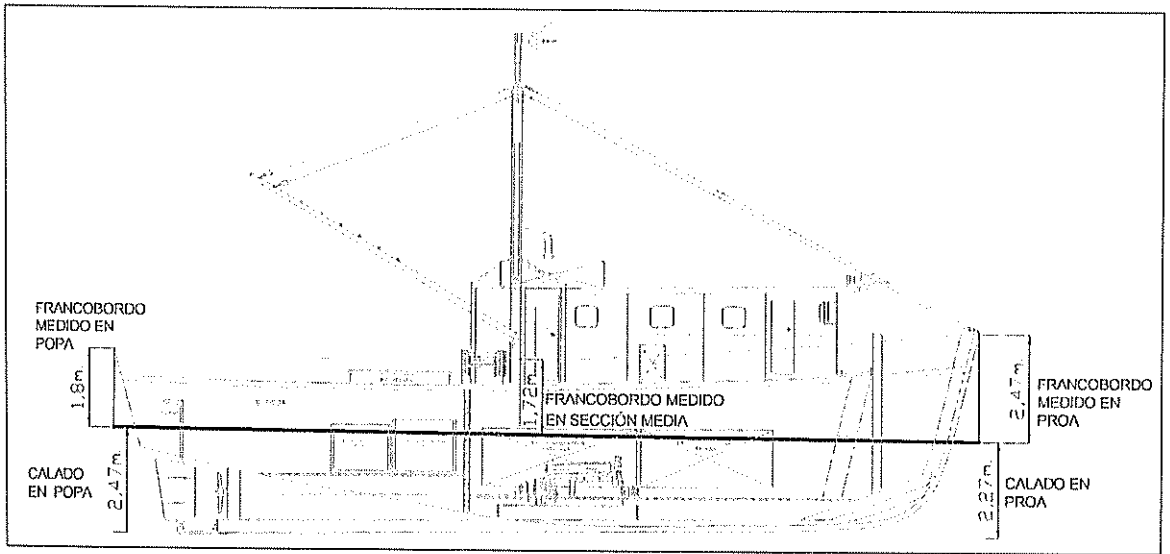 FRANCOBORDO
MEDIDO EN
POPA
1,8m.
CALADO
EN POPA
2,47m.
1,72m.
FRANCOBORDO MEDIDO
EN SECCIÓN MEDIA
2,47m.
FRANCOBORDO
MEDIDO EN
PROA
2,27m.
CALADO EN
PROA